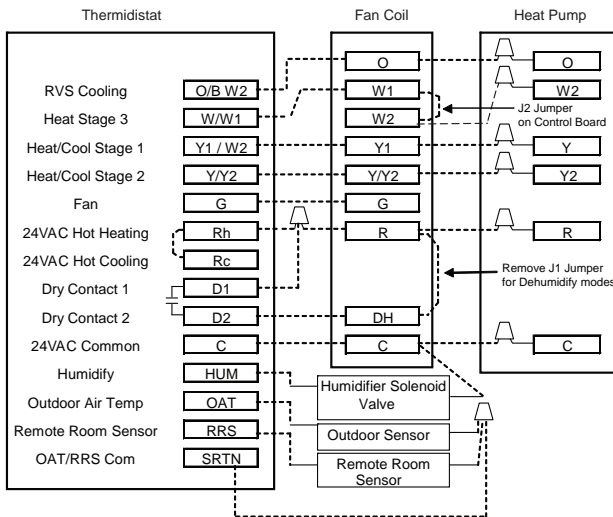 Thermidistat Fan Coil Heat Pump
O O
RVS Cooling O/B W2 W1 W2
J2 Jumper
on Control Board
Heat Stage 3 W/W1 W2
Heat/Cool Stage 1 Y1 / W2 Y1 Y
Heat/Cool Stage 2 Y/Y2 Y/Y2 Y2
Fan G G
24VAC Hot Heating Rh R R
24VAC Hot Cooling Rc
Remove J1 Jumper
for Dehumidify modes
Dry Contact 1 D1
Dry Contact 2 D2 DH
24VAC Common C C C
Humidify HUM
Humidifier Solenoid
Valve
Outdoor Air Temp OAT
Outdoor Sensor
Remote Room Sensor RRS
Remote Room
Sensor
OAT/RRS Com SRTN